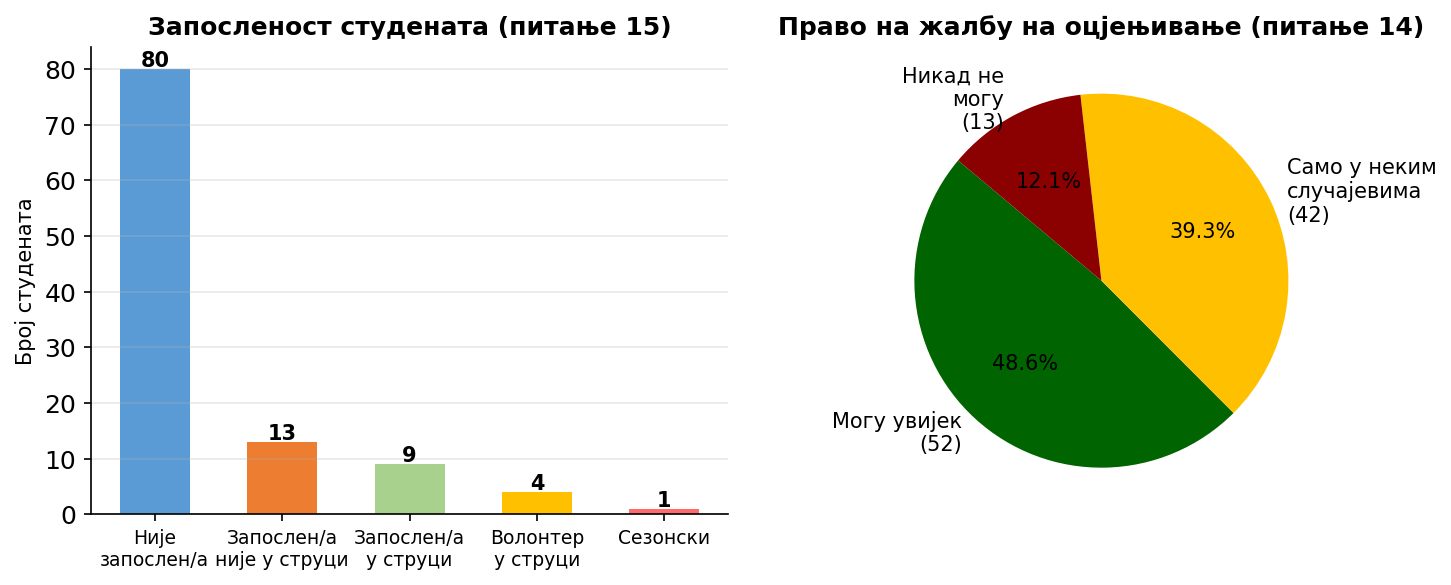 Запосленост студената (питање 15)
Број студената
80
70
60
50
40
30
20
10
0
80
13
9
4
1
Није
запослен/а
Запослен/а
није у струци
Запослен/а
у струци
Волонтер
у струци
Сезонски
Право на жалбу на оцјењивање (питање 14)
Никад не
могу
(13)
12.1%
Само у неким
случајевима
(42)
39.3%
48.6%
Могу увијек
(52)